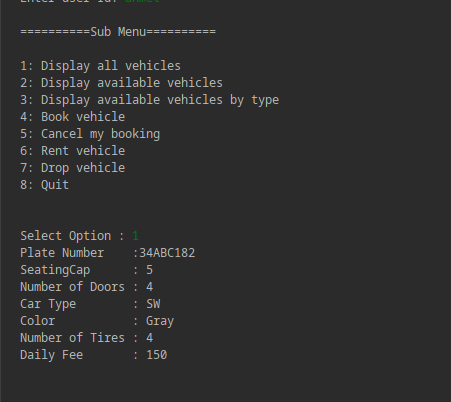 Enter user id:
==========Sub Menu==========
1: Display all vehicles
2: Display available vehicles
3: Display available vehicles by type
4: Book vehicle
5: Cancel my booking
6: Rent vehicle
7: Drop vehicle
8: Quit
Select Option : 1
Plate Number    :34ABC182
SeatingCap      : 5
Number of Doors : 4
Car Type        : SW
Color           : Gray
Number of Tires : 4
Daily Fee       : 150